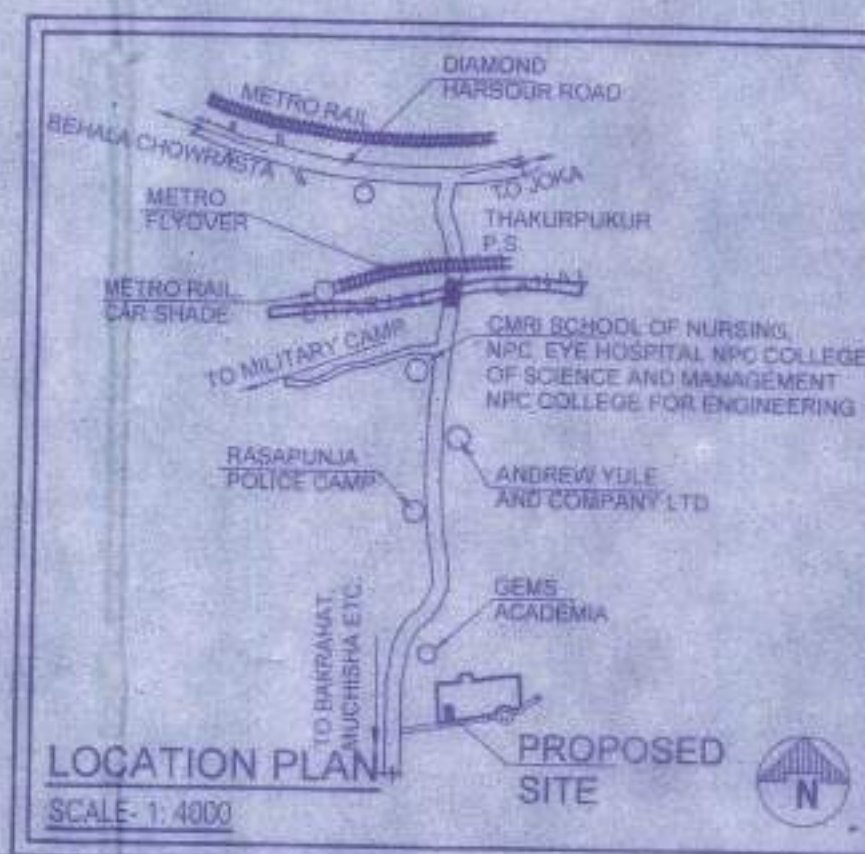 DIAMOND
HARSOUR ROAD
METRO RAIL
BEHALA CHOWRASTA
TO JOKA
METRO
FLYOVER
THAKURPUKUR
P.S.
METRO RAIL
CAR SHADE
CANAL
TO MILITARY CAMP
CMRI SCHOOL OF NURSING,
NPC EYE HOSPITAL NPC COLLEGE
OF SCIENCE AND MANAGEMENT
NPC COLLEGE FOR ENGINEERING
RASAPUNJA
POLICE CAMP
ANDREW YULE
AND COMPANY LTD
GEMS
ACADEMIA
TO BAKRAHAT,
MUCHISHA ETC.
PROPOSED
SITE
LOCATION PLAN
SCALE- 1: 4000
N